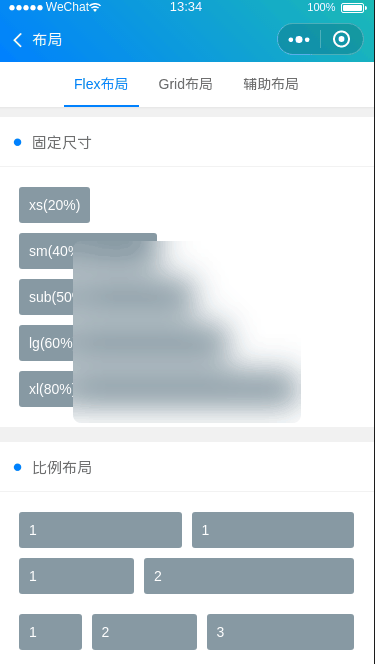 WeChat 13:34 100%
布局
Flex布局 Grid布局 辅助布局
固定尺寸
xs(20%)
sm(40%
sub(50
lg(60%
xl(80%)
比例布局
1 1
1 2
1 2 3